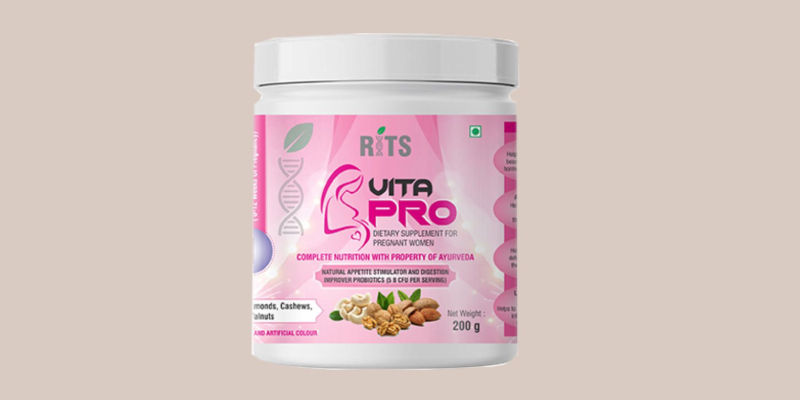 RiTS
VITA
PRO
DIETARY SUPPLEMENT FOR
PREGNANT WOMEN
COMPLETE NUTRITION WITH PROPERTY OF AYURVEDA
NATURAL APPETITE STIMULATOR AND DIGESTION
IMPROVER PROBIOTICS (5 B CFU PER SERVING)
monds, Cashews,
alnuts
AND ARTIFICIAL COLOUR
Net Weight :
200 g